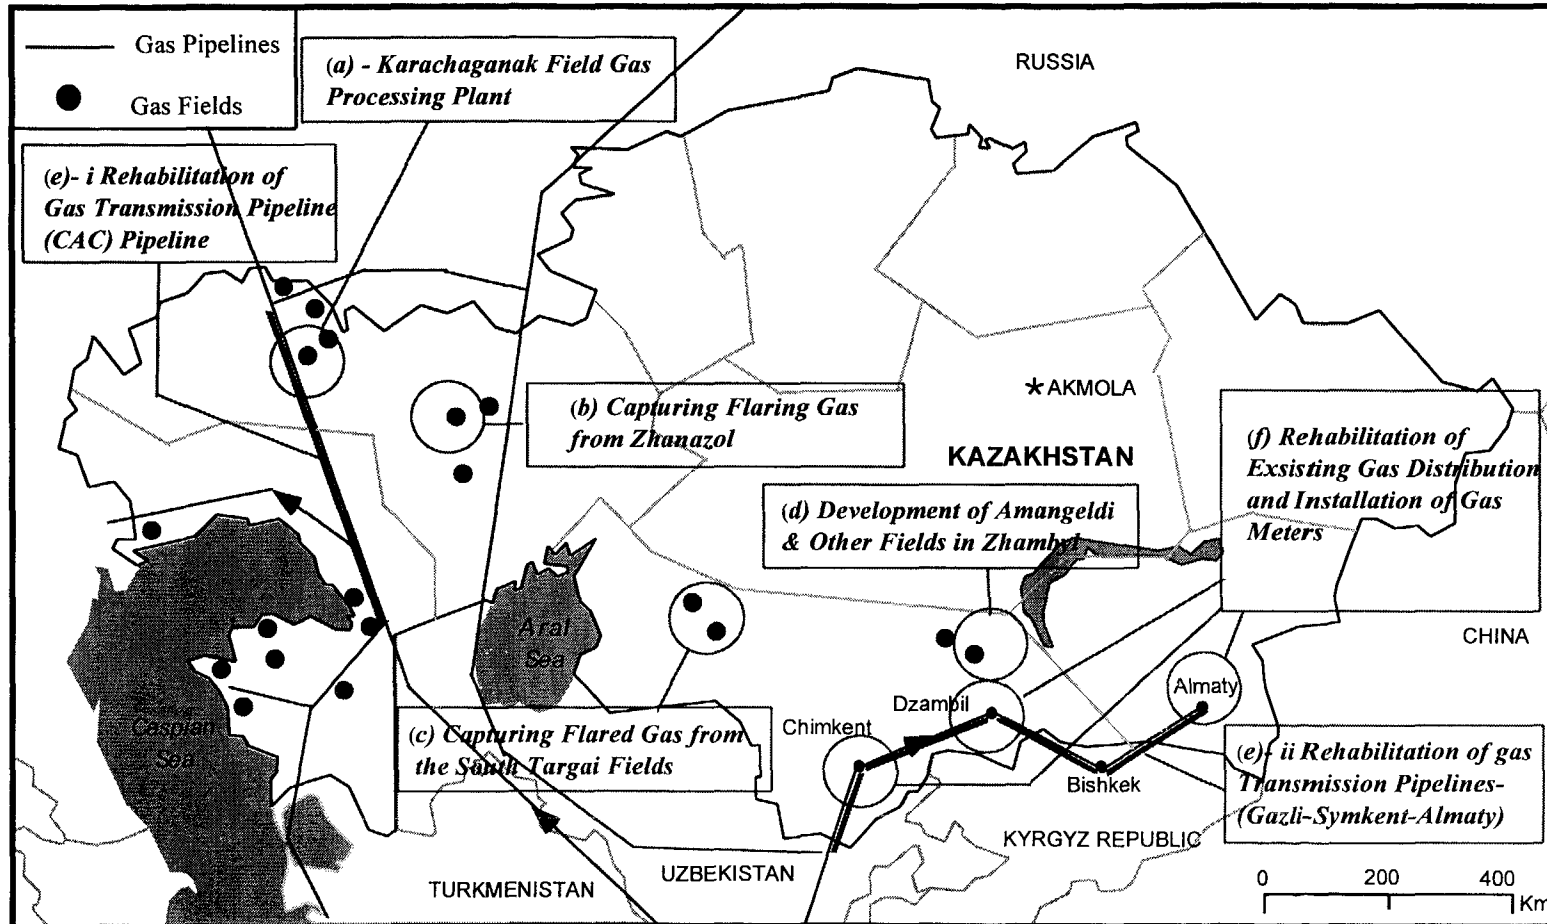 Gas Pipelines
Gas Fields
(a) - Karachaganak Field Gas
Processing Plant
RUSSIA
(e)- i Rehabilitation of
Gas Transmission Pipeline
(CAC) Pipeline
(b) Capturing Flaring Gas
from Zhanazol
*AKMOLA
KAZAKHSTAN
(f) Rehabilitation of
Exsisting Gas Distribution
and Installation of Gas
Meters
(d) Development of Amangeldi
& Other Fields in Zhambyl
Aral
Sea
CHINA
Caspian
Sea
(c) Capturing Flared Gas from
the South Targai Fields
Chimkent
Dzambil
Almaty
Bishkek
(e)- ii Rehabilitation of gas
Transmission Pipelines-
(Gazli-Symkent-Almaty)
KYRGYZ REPUBLIC
UZBEKISTAN
TURKMENISTAN
0 200 400
Km